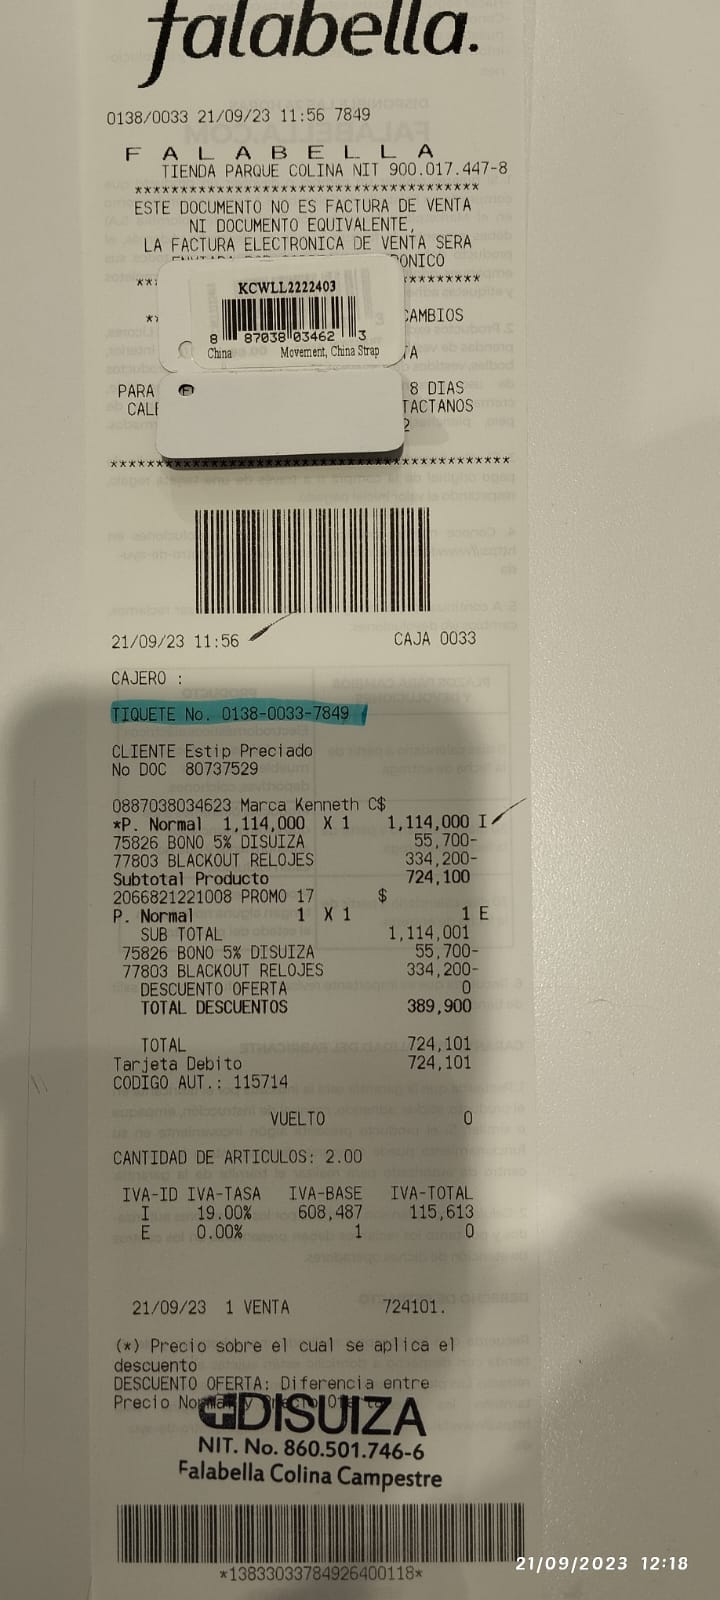 falabella.
0138/0033 21/09/23 11:56 7849
F A L A B E L L A
TIENDA PARQUE COLINA NIT 900.017.447-8
**************************************
ESTE DOCUMENTO NO ES FACTURA DE VENTA
NI DOCUMENTO EQUIVALENTE,
LA FACTURA ELECTRONICA DE VENTA SERA
KCWLL2222403
CAMBIOS
8 87038 03462 3
China Movement, China Strap
TA
PARA 8 DIAS
TACTANOS
2
21/09/23 11:56 CAJA 0033
CAJERO :
TIQUETE No. 0138-0033-7849
CLIENTE Estip Preciado
No DOC 80737529
0887038034623 Marca Kenneth C$
*P. Normal 1,114,000 X 1 1,114,000 I
75826 BONO 5% DISUIZA 55,700-
77803 BLACKOUT RELOJES 334,200-
Subtotal Producto 724,100
2066821221008 PROMO 17 $
P. Normal 1 X 1 1 E
SUB TOTAL 1,114,001
75826 BONO 5% DISUIZA 55,700-
77803 BLACKOUT RELOJES 334,200-
DESCUENTO OFERTA 0
TOTAL DESCUENTOS 389,900
TOTAL 724,101
Tarjeta Debito 724,101
CODIGO AUT.: 115714
VUELTO 0
CANTIDAD DE ARTICULOS: 2.00
IVA-ID IVA-TASA IVA-BASE IVA-TOTAL
I 19.00% 608,487 115,613
E 0.00% 1 0
21/09/23 1 VENTA 724101.
(*) Precio sobre el cual se aplica el
descuento
DESCUENTO OFERTA: Diferencia entre
Precio Normal y Precio Oferta
DISUIZA
NIT. No. 860.501.746-6
Falabella Colina Campestre
*13833033784926400118*
21/09/2023 12:18